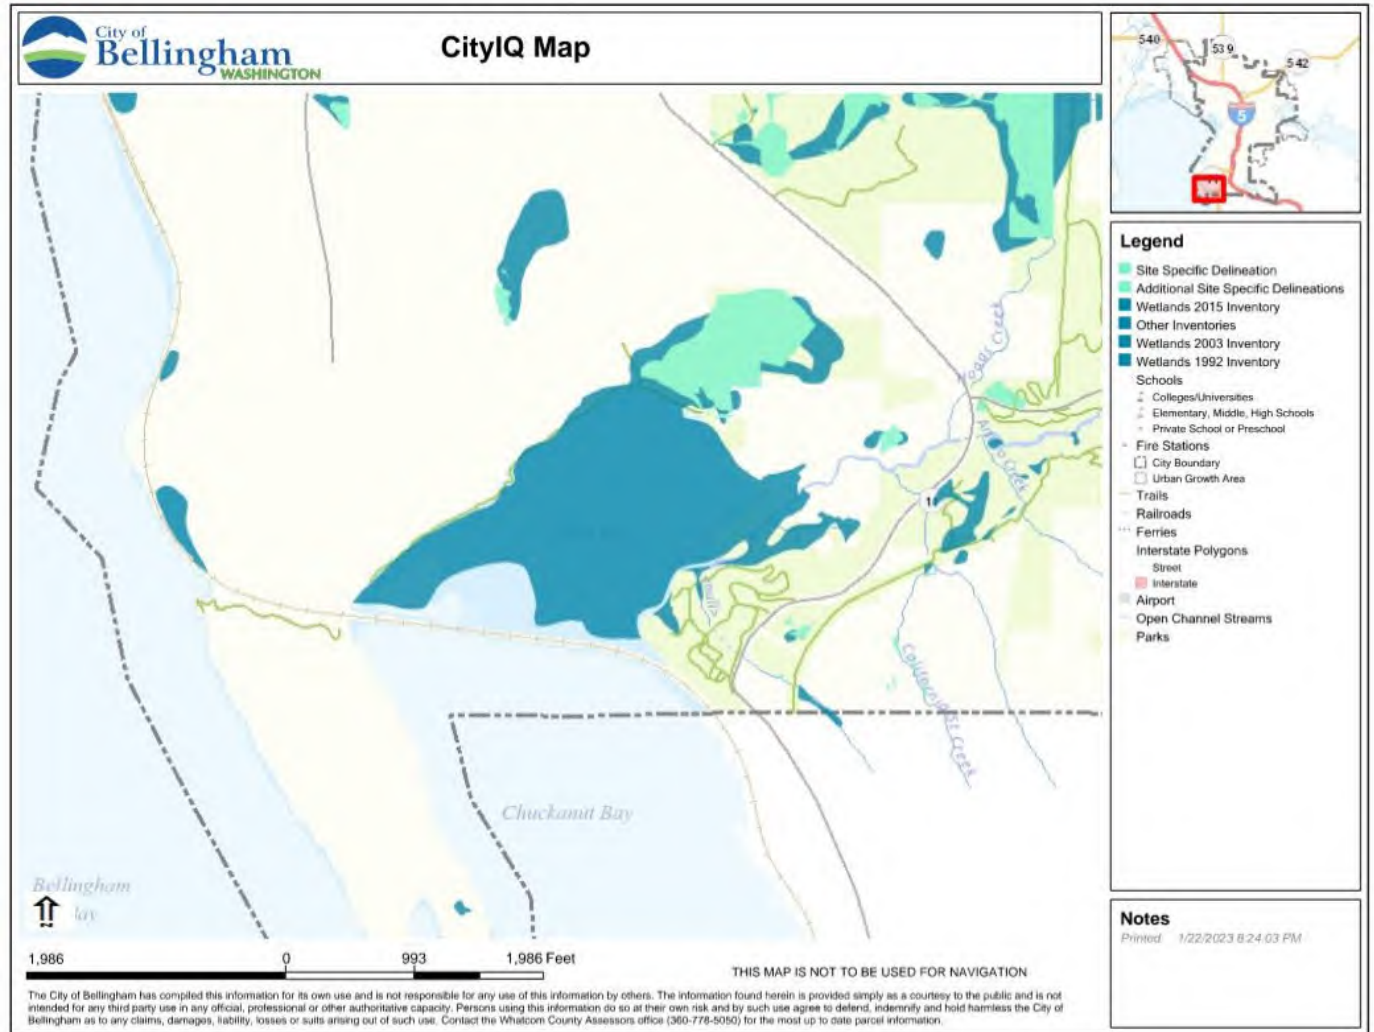 City of
Bellingham
WASHINGTON
CityIQ Map
540
539
542
5
Legend
Site Specific Delineation
Additional Site Specific Delineations
Wetlands 2015 Inventory
Other Inventories
Wetlands 2003 Inventory
Wetlands 1992 Inventory
Schools
Colleges/Universities
Elementary, Middle, High Schools
Private School or Preschool
Fire Stations
City Boundary
Urban Growth Area
Trails
Railroads
Ferries
Interstate Polygons
Street
Interstate
Airport
Open Channel Streams
Parks
Hoags Creek
Creek
1
California St Creek
Chuckanut Bay
Bellingham
Notes
Printed 1/22/2023 8:24:03 PM
1,986 0 993 1,986 Feet
THIS MAP IS NOT TO BE USED FOR NAVIGATION
The City of Bellingham has compiled this information for its own use and is not responsible for any use of this information by others. The information found herein is provided simply as a courtesy to the public and is not
intended for any third party use in any official, professional or other authoritative capacity. Persons using this information do so at their own risk and by such use agree to defend, indemnify and hold harmless the City of
Bellingham as to any claims, damages, liability, losses or suits arising out of such use. Contact the Whatcom County Assessors office (360-778-5050) for the most up to date parcel information.